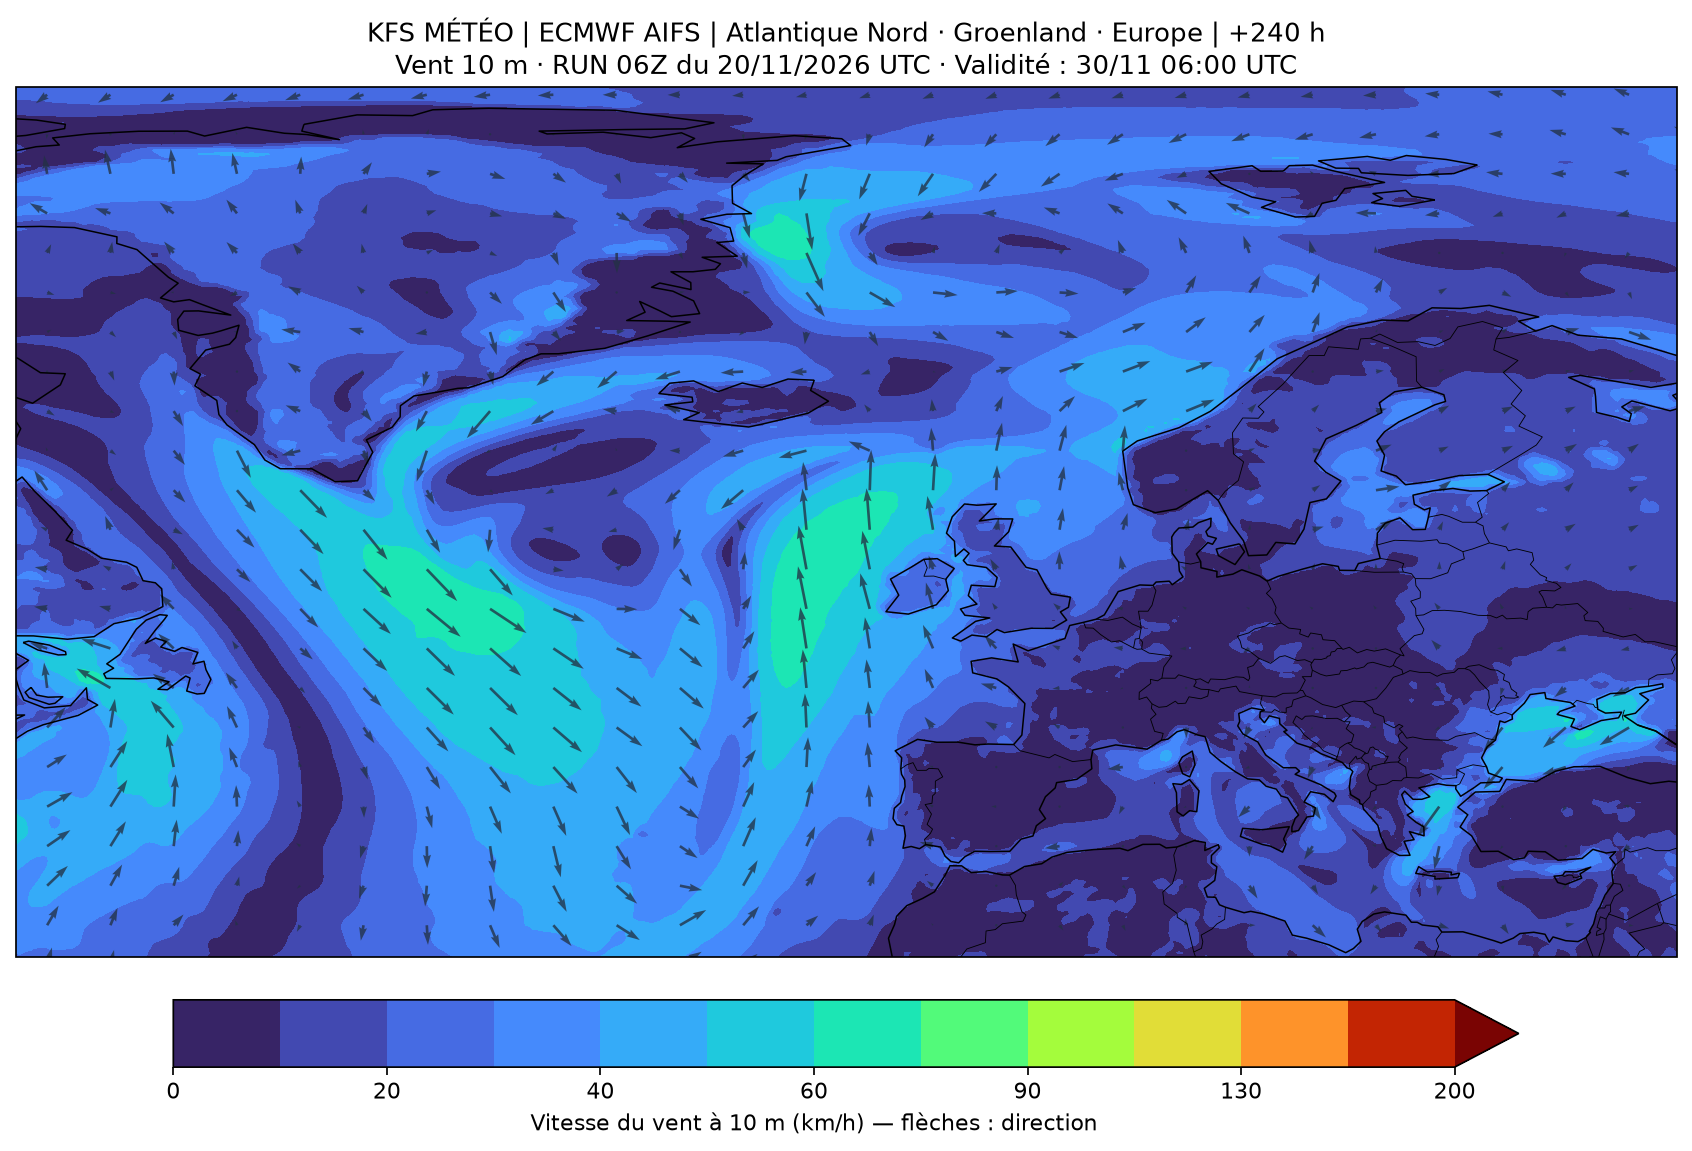 KFS MÉTÉO | ECMWF AIFS | Atlantique Nord · Groenland · Europe | +240 h
Vent 10 m · RUN 06Z du 20/11/2026 UTC · Validité : 30/11 06:00 UTC
0 20 40 60 90 130 200
Vitesse du vent à 10 m (km/h) — flèches : direction